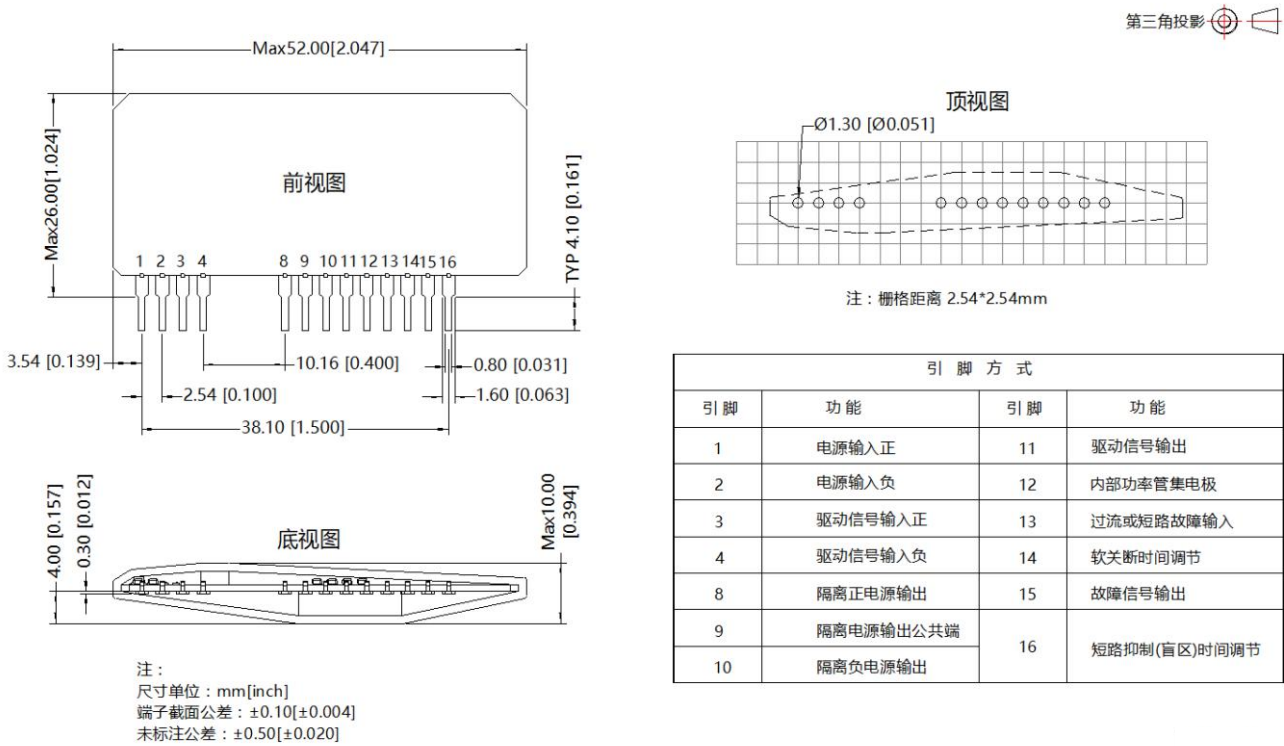 第三角投影
Max52.00[2.047]
Max26.00[1.024]
前视图
TYP 4.10 [0.161]
1 2 3 4 8 9 10 11 12 13 14 15 16
3.54 [0.139]
10.16 [0.400]
0.80 [0.031]
2.54 [0.100]
1.60 [0.063]
38.10 [1.500]
顶视图
Ø1.30 [Ø0.051]
注：栅格距离 2.54*2.54mm
4.00 [0.157]
0.30 [0.012]
底视图
Max10.00
[0.394]
注：
尺寸单位：mm[inch]
端子截面公差：±0.10[±0.004]
未标注公差：±0.50[±0.020]
引 脚 方 式
引脚 功能 引脚 功能
1 电源输入正 11 驱动信号输出
2 电源输入负 12 内部功率管集电极
3 驱动信号输入正 13 过流或短路故障输入
4 驱动信号输入负 14 软关断时间调节
8 隔离正电源输出 15 故障信号输出
9 隔离电源输出公共端 16 短路抑制(盲区)时间调节
10 隔离负电源输出